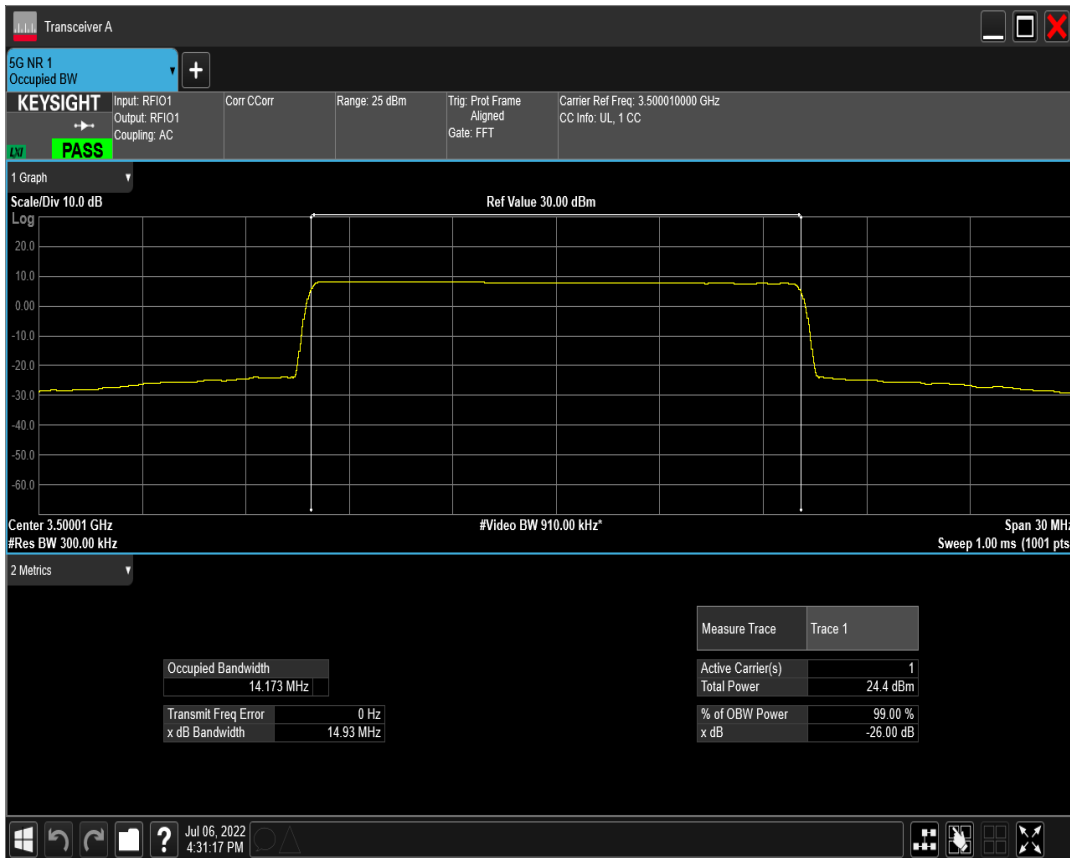 Transceiver A
5G NR 1
Occupied BW
+
KEYSIGHT
LXI
PASS
Input: RFIO1
Output: RFIO1
Coupling: AC
Corr CCorr
Range: 25 dBm
Trig: Prot Frame
Aligned
Gate: FFT
Carrier Ref Freq: 3.500010000 GHz
CC Info: UL, 1 CC
1 Graph
Scale/Div 10.0 dB
Ref Value 30.00 dBm
Log
20.0
10.0
0.00
-10.0
-20.0
-30.0
-40.0
-50.0
-60.0
Center 3.50001 GHz
#Video BW 910.00 kHz*
Span 30 MHz
#Res BW 300.00 kHz
Sweep 1.00 ms (1001 pts
2 Metrics
Measure Trace Trace 1
Occupied Bandwidth
14.173 MHz
Active Carrier(s) 1
Total Power 24.4 dBm
Transmit Freq Error 0 Hz
x dB Bandwidth 14.93 MHz
% of OBW Power 99.00 %
x dB -26.00 dB
?
Jul 06, 2022
4:31:17 PM